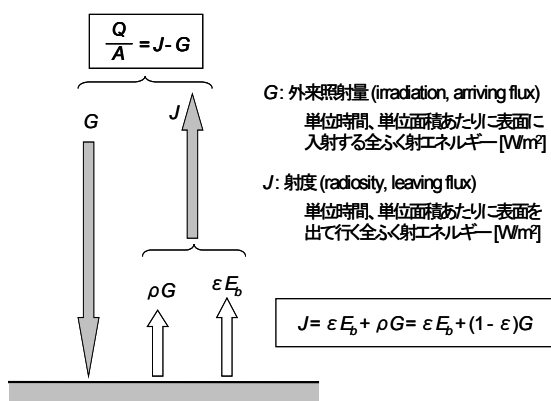 Q/A = J - G
G
J
G: 外来照射量 (irradiation, arriving flux)
単位時間、単位面積あたりに表面に
入射する全ふく射エネルギー [W/m²]
J: 射度 (radiosity, leaving flux)
単位時間、単位面積あたりに表面を
出て行く全ふく射エネルギー [W/m²]
ρG
εE_b
J = εE_b + ρG = εE_b + (1 - ε)G